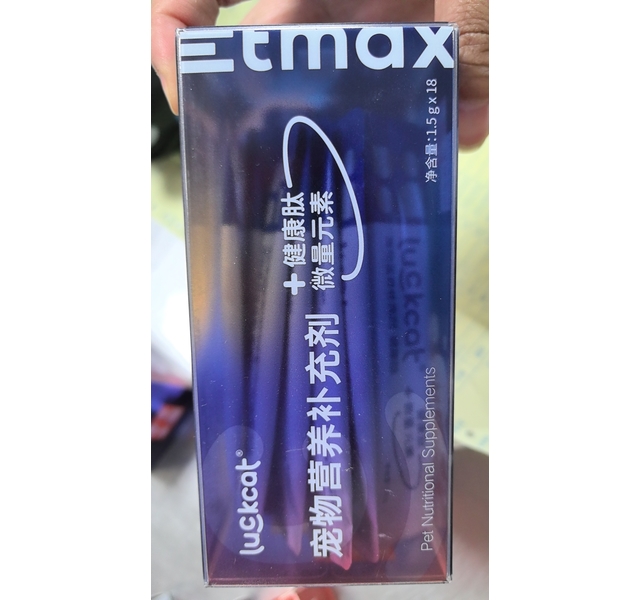 Etmax
净含量:1.5g×18
+健康肽
微量元素
宠物营养补充剂
luckcat®
Pet Nutritional Supplements
luckcat